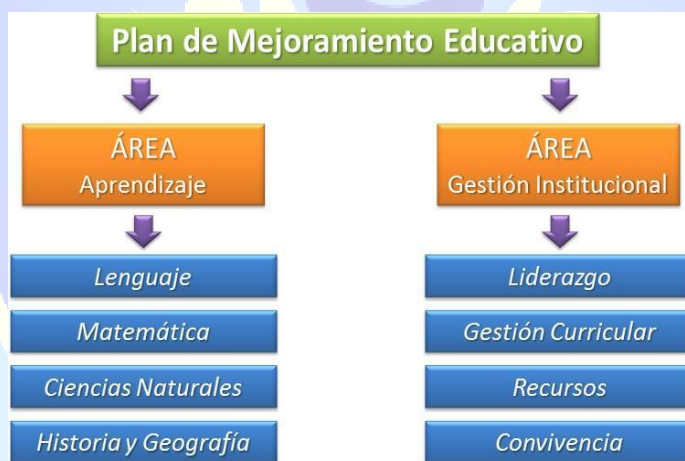 Plan de Mejoramiento Educativo
ÁREA
Aprendizaje
Lenguaje
Matemática
Ciencias Naturales
Historia y Geografía
ÁREA
Gestión Institucional
Liderazgo
Gestión Curricular
Recursos
Convivencia